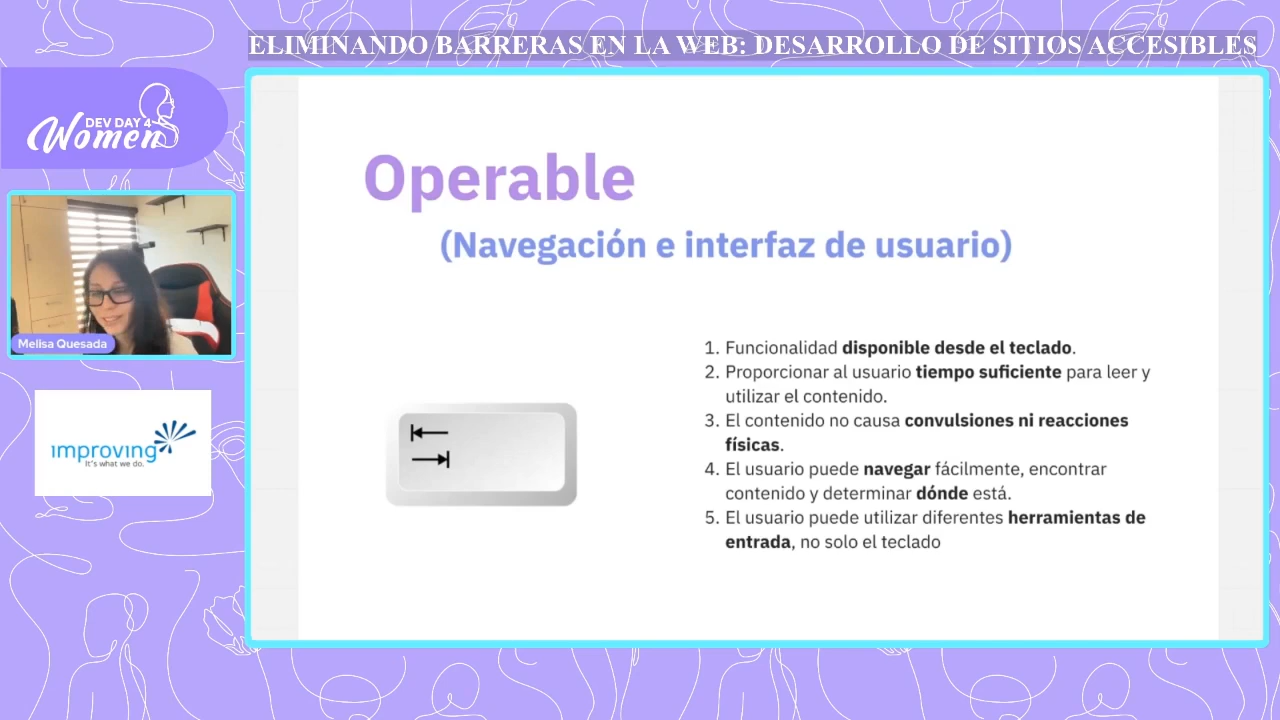 ELIMINANDO BARRERAS EN LA WEB: DESARROLLO DE SITIOS ACCESIBLES
DEV DAY 4
Women
Melisa Quesada
improving
It's what we do.
Operable
(Navegación e interfaz de usuario)
1. Funcionalidad disponible desde el teclado.
2. Proporcionar al usuario tiempo suficiente para leer y
utilizar el contenido.
3. El contenido no causa convulsiones ni reacciones
físicas.
4. El usuario puede navegar fácilmente, encontrar
contenido y determinar dónde está.
5. El usuario puede utilizar diferentes herramientas de
entrada, no solo el teclado